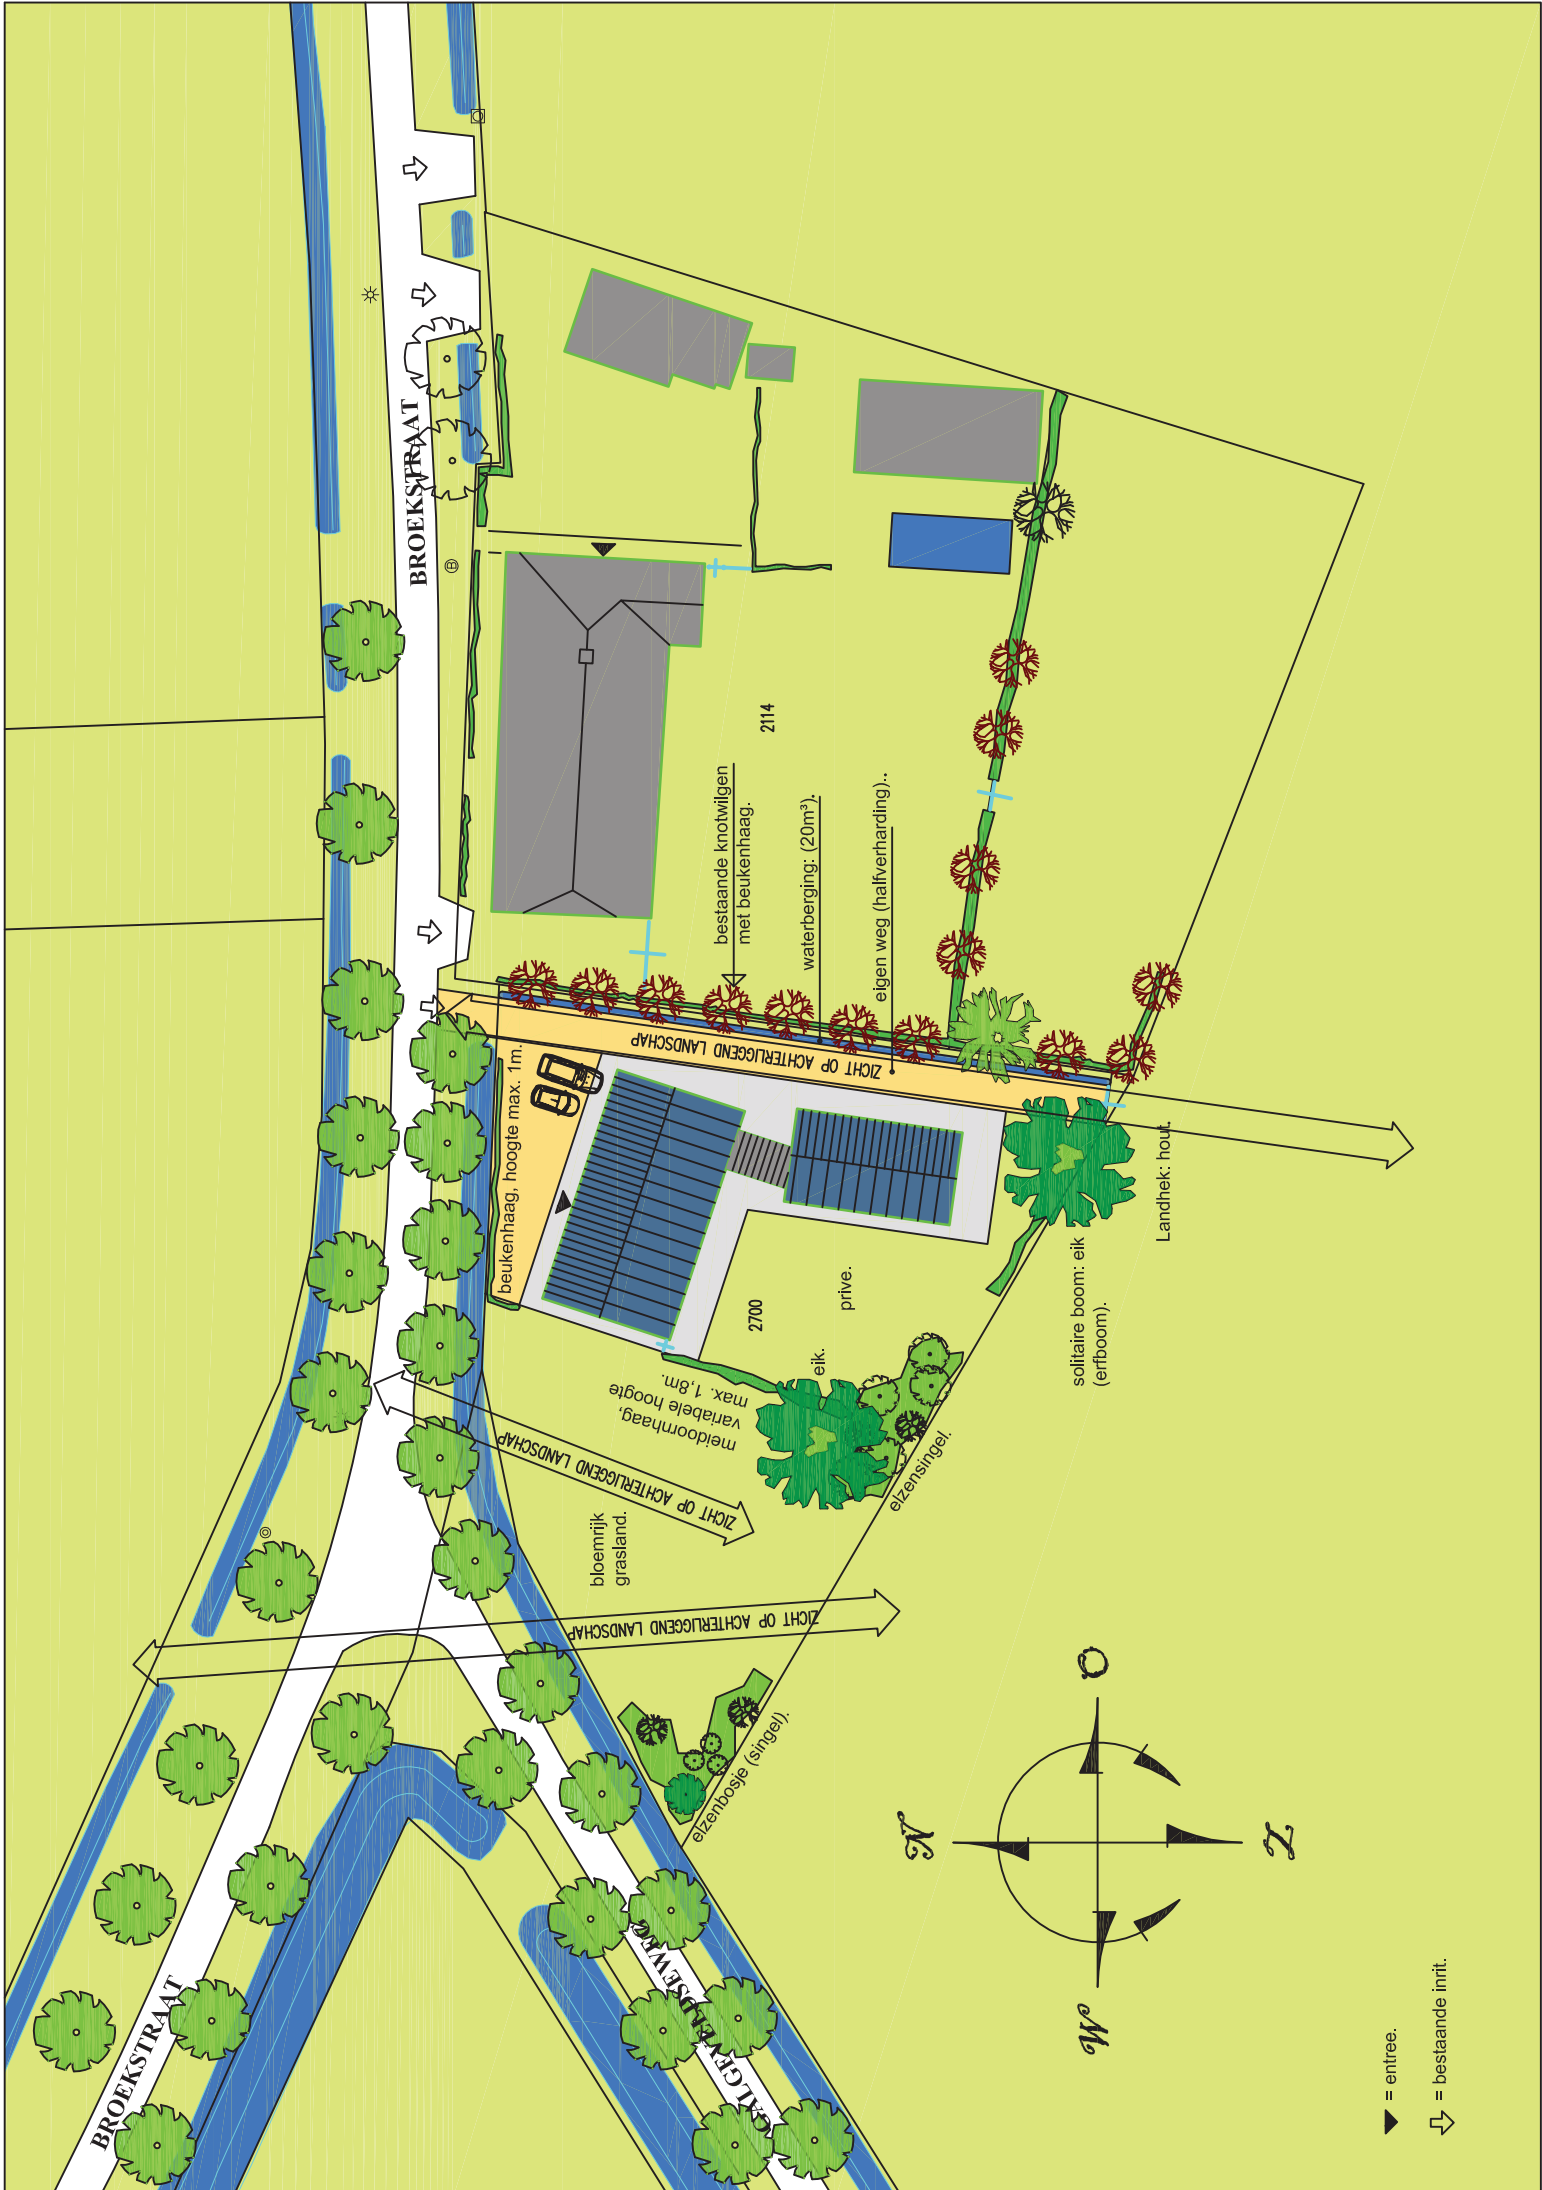 BROEKSTRAAT
BROEKSTRAAT
GALGEVELDSEWEG
2114
bestaande knotwilgen
met beukenhaag.
waterberging: (20m³).
eigen weg (halfverharding)..
ZICHT OP ACHTERLIGGEND LANDSCHAP
beukenhaag, hoogte max. 1m.
2700
prive.
eik.
meidoornhaag,
variabele hoogte
max. 1,8m.
ZICHT OP ACHTERLIGGEND LANDSCHAP
bloemrijk
grasland.
ZICHT OP ACHTERLIGGEND LANDSCHAP
elzensingel.
elzenbosje (singel).
solitaire boom: eik
(erfboom).
Landhek: hout.
N
O
Z
W
B
= entree.
= bestaande inrit.